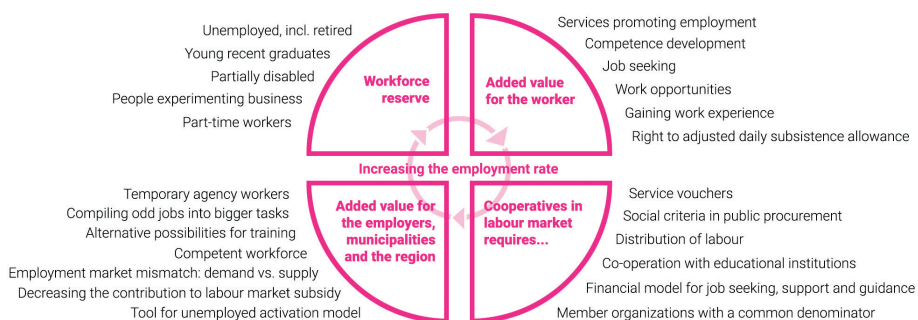 Unemployed, incl. retired
Young recent graduates
Partially disabled
People experimenting business
Part-time workers
Workforce
reserve
Added value
for the worker
Services promoting employment
Competence development
Job seeking
Work opportunities
Gaining work experience
Right to adjusted daily subsistence allowance
Increasing the employment rate
Temporary agency workers
Compiling odd jobs into bigger tasks
Alternative possibilities for training
Competent workforce
Employment market mismatch: demand vs. supply
Decreasing the contribution to labour market subsidy
Tool for unemployed activation model
Added value for
the employers,
municipalities
and the region
Cooperatives in
labour market
requires...
Service vouchers
Social criteria in public procurement
Distribution of labour
Co-operation with educational institutions
Financial model for job seeking, support and guidance
Member organizations with a common denominator